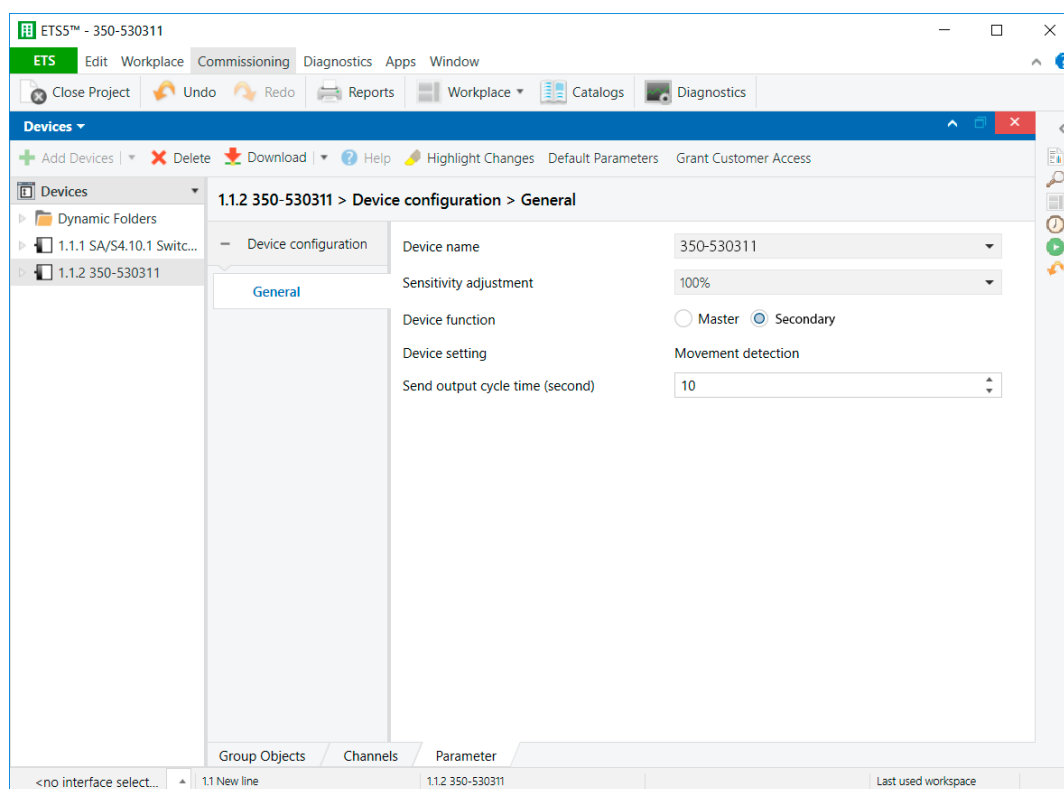 ETS5™ - 350-530311
ETS Edit Workplace Commissioning Diagnostics Apps Window
Close Project Undo Redo Reports Workplace Catalogs Diagnostics
Devices
Add Devices Delete Download Help Highlight Changes Default Parameters Grant Customer Access
Devices
Dynamic Folders
1.1.1 SA/S4.10.1 Switc...
1.1.2 350-530311
1.1.2 350-530311 > Device configuration > General
Device configuration
General
Device name 350-530311
Sensitivity adjustment 100%
Device function Master Secondary
Device setting Movement detection
Send output cycle time (second) 10
Group Objects Channels Parameter
<no interface select... 1.1 New line 1.1.2 350-530311 Last used workspace